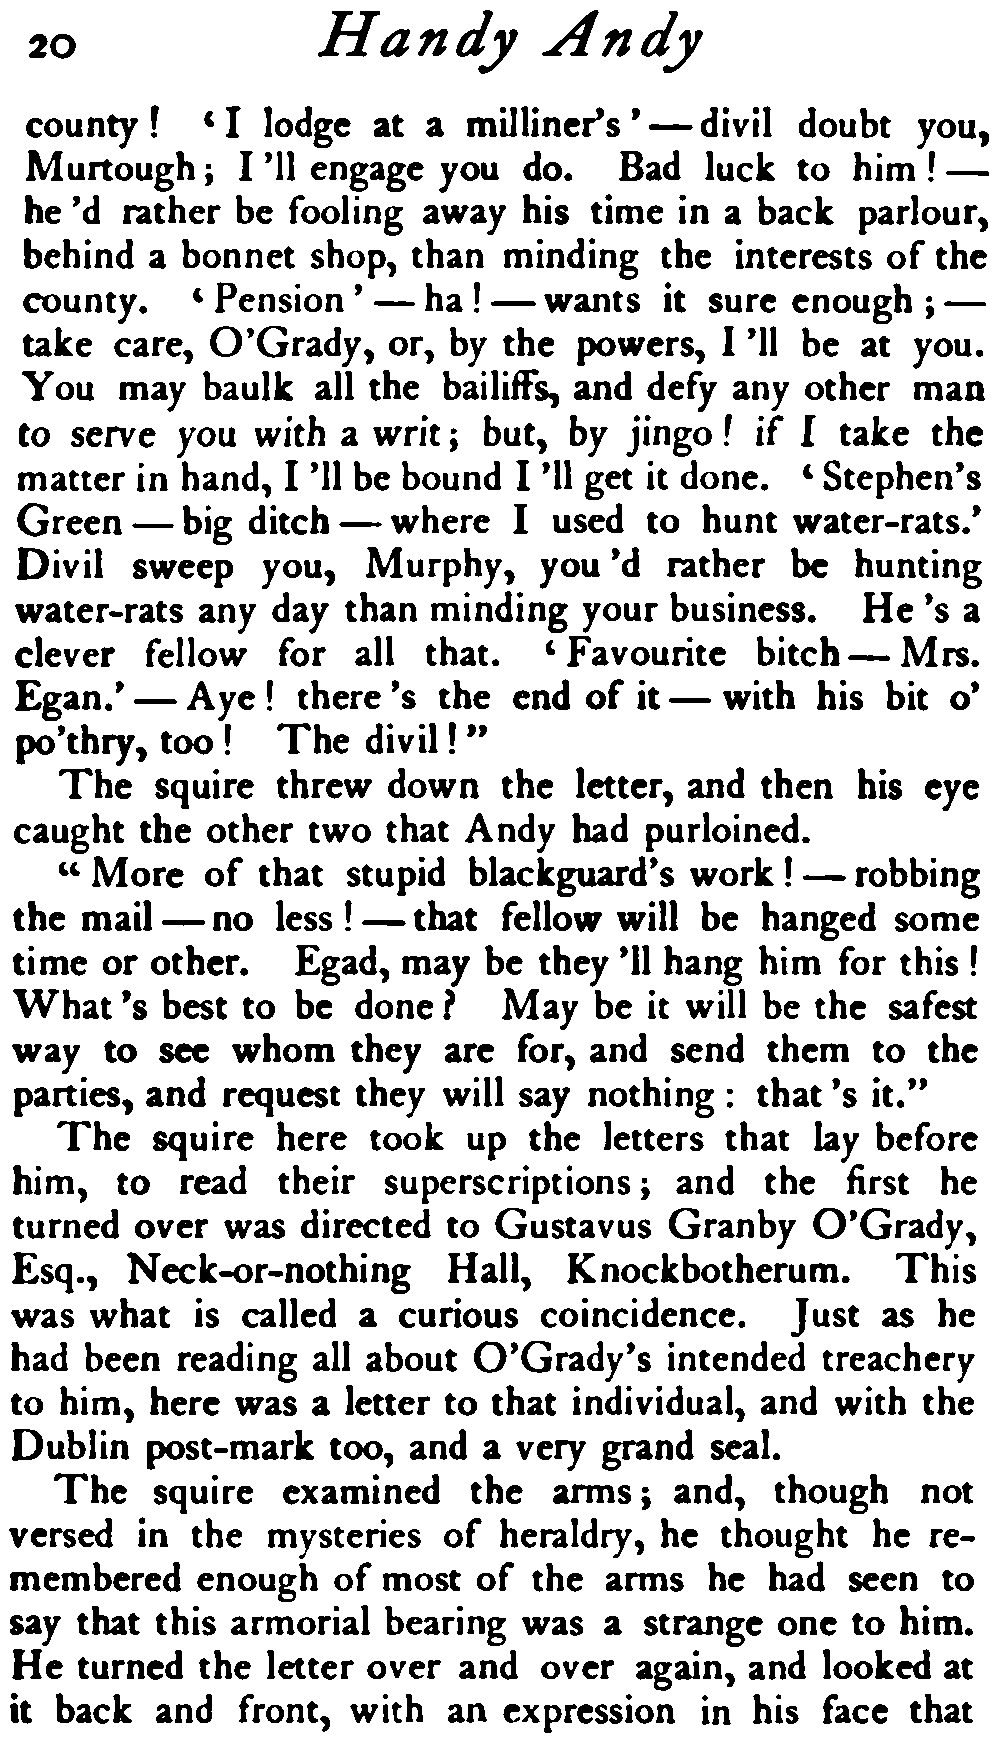 20 Handy Andy
county! ‘I lodge at a milliner's’—divil doubt you,
Murtough; I 'll engage you do. Bad luck to him!—
he 'd rather be fooling away his time in a back parlour,
behind a bonnet shop, than minding the interests of the
county. ‘Pension’—ha!—wants it sure enough;—
take care, O'Grady, or, by the powers, I 'll be at you.
You may baulk all the bailiffs, and defy any other man
to serve you with a writ; but, by jingo! if I take the
matter in hand, I 'll be bound I 'll get it done. ‘Stephen's
Green—big ditch—where I used to hunt water-rats.’
Divil sweep you, Murphy, you 'd rather be hunting
water-rats any day than minding your business. He 's a
clever fellow for all that. ‘Favourite bitch—Mrs.
Egan.’—Aye! there 's the end of it—with his bit o'
po'thry, too! The divil!”
The squire threw down the letter, and then his eye
caught the other two that Andy had purloined.
“More of that stupid blackguard's work!—robbing
the mail—no less!—that fellow will be hanged some
time or other. Egad, may be they 'll hang him for this!
What 's best to be done? May be it will be the safest
way to see whom they are for, and send them to the
parties, and request they will say nothing: that 's it.”
The squire here took up the letters that lay before
him, to read their superscriptions; and the first he
turned over was directed to Gustavus Granby O'Grady,
Esq., Neck-or-nothing Hall, Knockbotherum. This
was what is called a curious coincidence. Just as he
had been reading all about O'Grady's intended treachery
to him, here was a letter to that individual, and with the
Dublin post-mark too, and a very grand seal.
The squire examined the arms; and, though not
versed in the mysteries of heraldry, he thought he re-
membered enough of most of the arms he had seen to
say that this armorial bearing was a strange one to him.
He turned the letter over and over again, and looked at
it back and front, with an expression in his face that